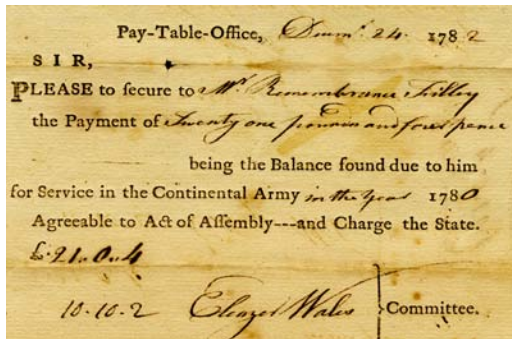 Pay-Table-Office, Decemr. 24. 1782
SIR,
PLEASE to secure to Mr Remembrance Filley
the Payment of Twenty one pounds and four pence
being the Balance found due to him
for Service in the Continental Army in the Year 1780
Agreeable to Act of Aſſembly---and Charge the State.
£.21.0.4
10.10.2 Eleazer Wales } Committee.